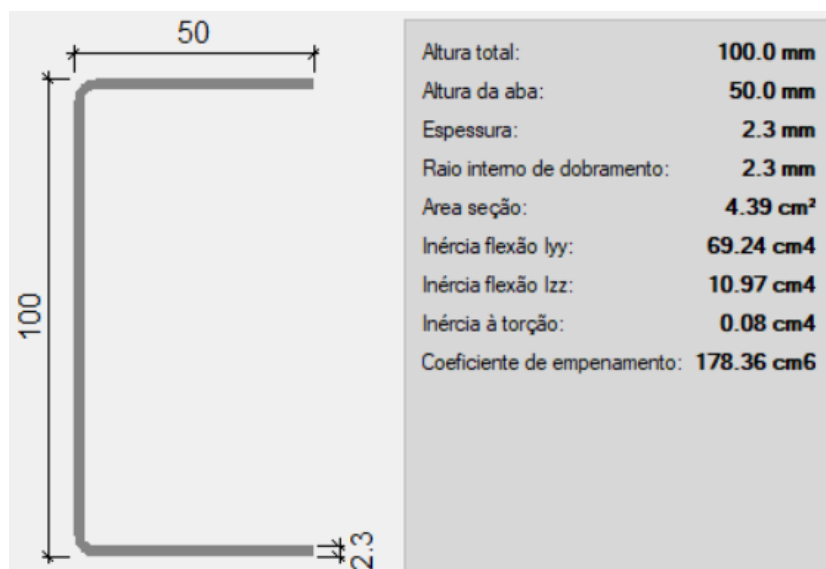 50
100
2.3
Altura total: 100.0 mm
Altura da aba: 50.0 mm
Espessura: 2.3 mm
Raio interno de dobramento: 2.3 mm
Area seção: 4.39 cm²
Inércia flexão Iyy: 69.24 cm4
Inércia flexão Izz: 10.97 cm4
Inércia à torção: 0.08 cm4
Coeficiente de empenamento: 178.36 cm6